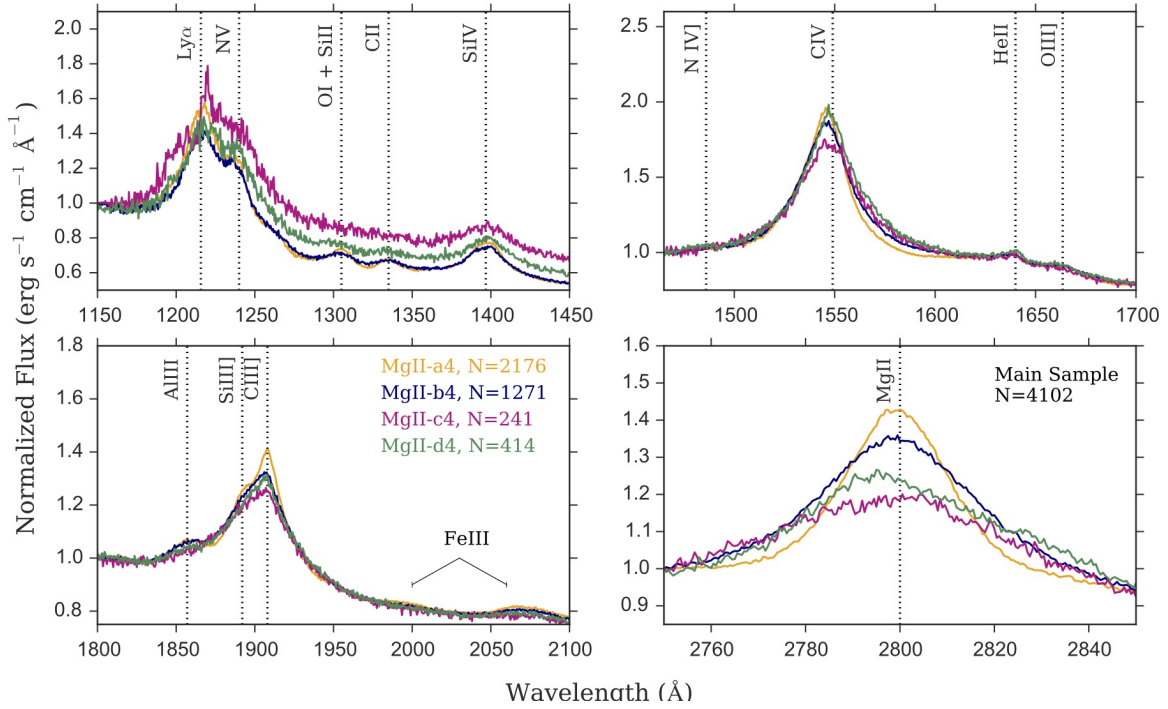 Normalized Flux (erg s⁻¹ cm⁻¹ Å⁻¹)
2.0
1.8
1.6
1.4
1.2
1.0
0.8
0.6
Lyα
NV
OI + SiII
CII
SiIV
1150 1200 1250 1300 1350 1400 1450
2.5
2.0
1.5
1.0
N IV]
CIV
HeII
OIII]
1500 1550 1600 1650 1700
1.8
1.6
1.4
1.2
1.0
0.8
AlIII
SiIII]
CIII]
MgII-a4, N=2176
MgII-b4, N=1271
MgII-c4, N=241
MgII-d4, N=414
FeIII
1800 1850 1900 1950 2000 2050 2100
1.6
1.5
1.4
1.3
1.2
1.1
1.0
0.9
MgII
Main Sample
N=4102
2760 2780 2800 2820 2840
Wavelength (Å)